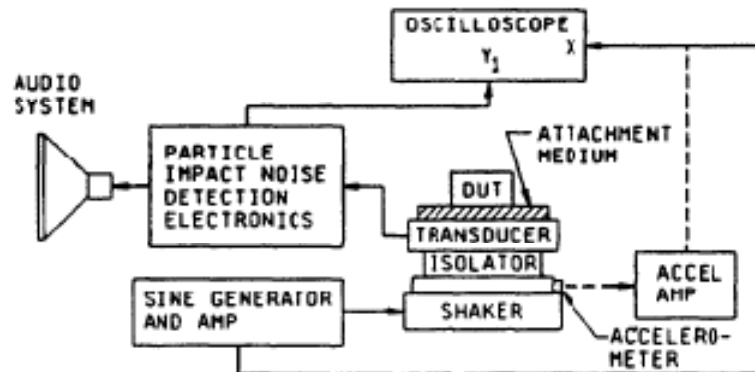 OSCILLOSCOPE
Y1
X
AUDIO
SYSTEM
PARTICLE
IMPACT NOISE
DETECTION
ELECTRONICS
ATTACHMENT
MEDIUM
DUT
TRANSDUCER
ISOLATOR
SHAKER
SINE GENERATOR
AND AMP
ACCEL
AMP
ACCELERO-
METER